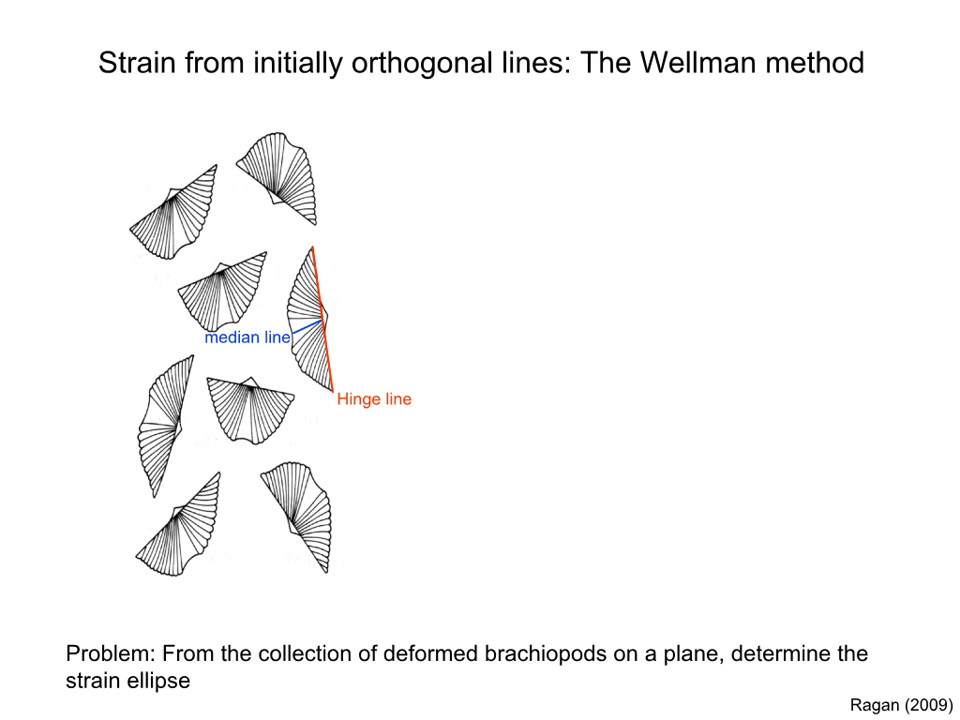 Strain from initially orthogonal lines: The Wellman method
median line
Hinge line
Problem: From the collection of deformed brachiopods on a plane, determine the
strain ellipse
Ragan (2009)